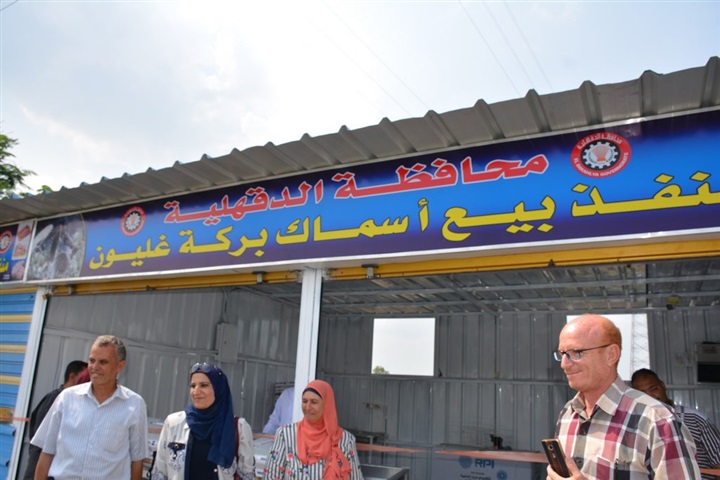 محافظة الدقهلية
منفذ بيع أسماك بركة غليون